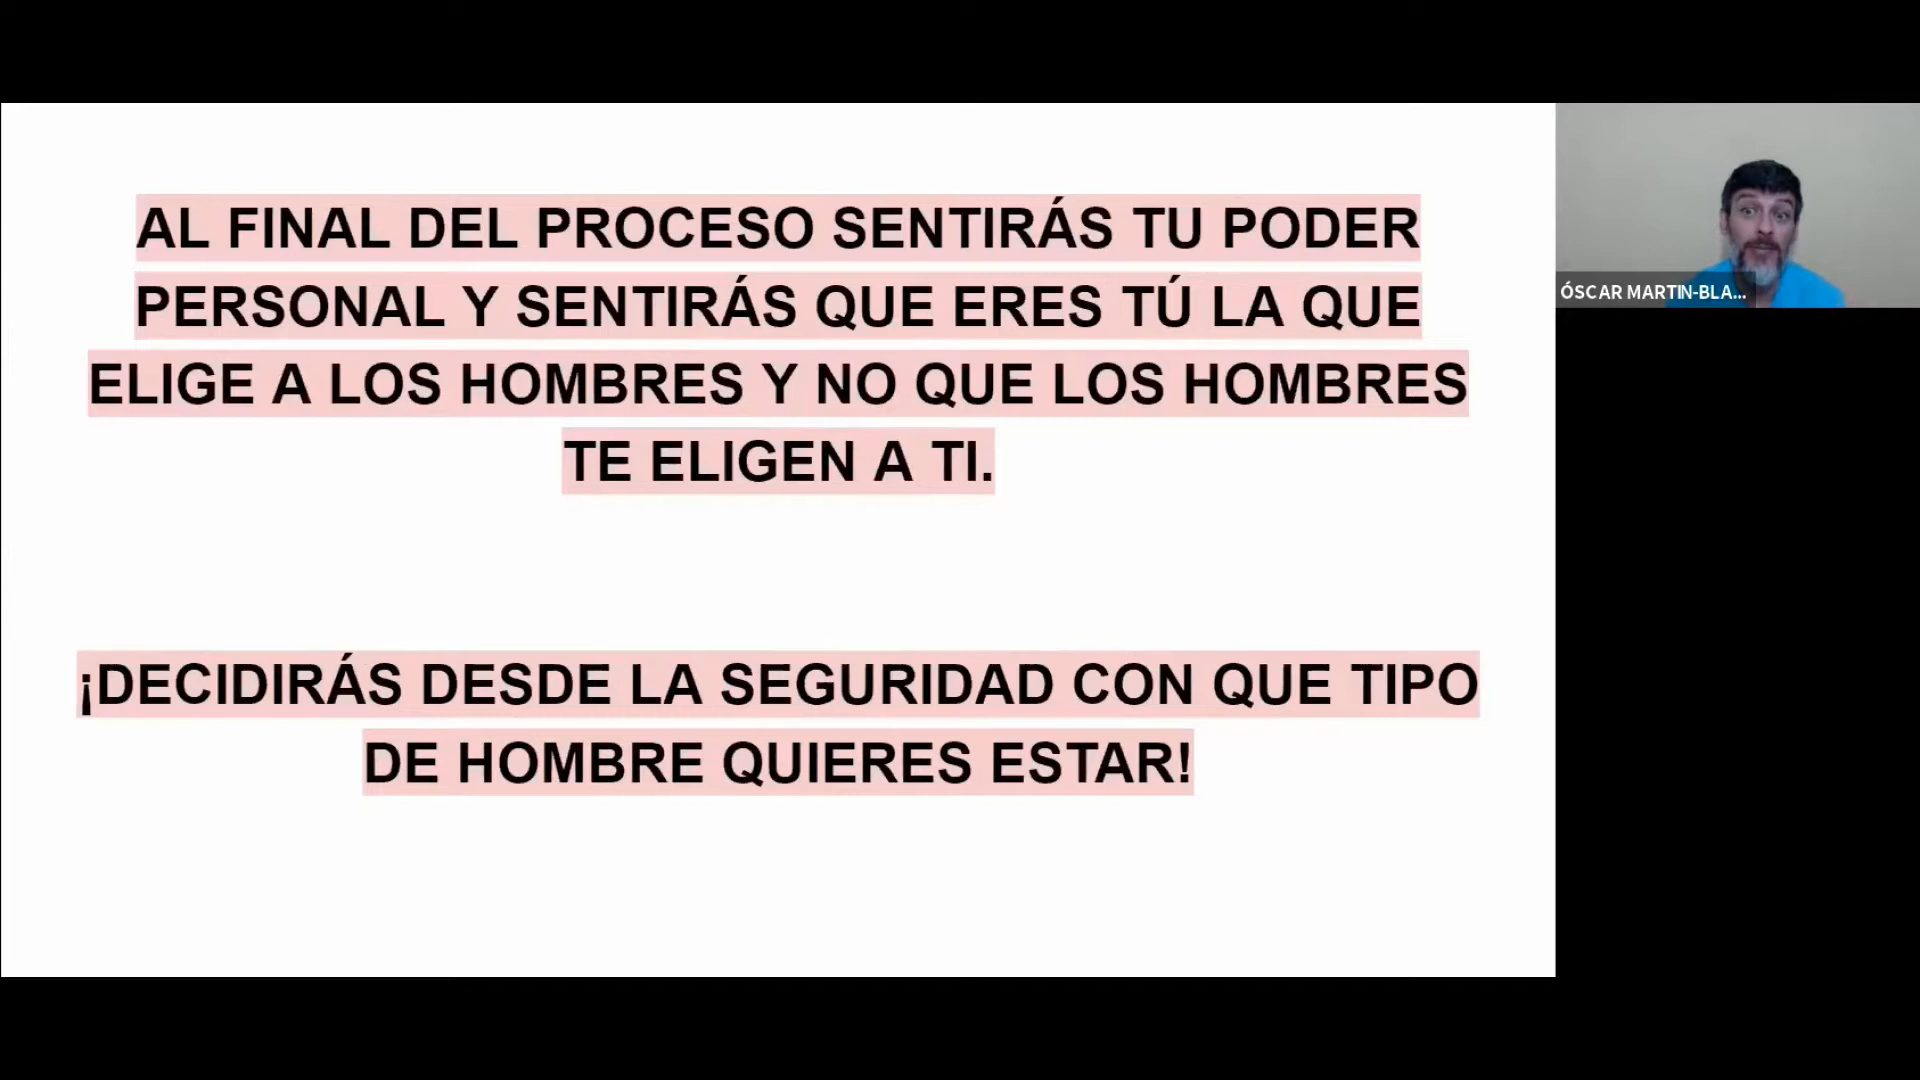 AL FINAL DEL PROCESO SENTIRÁS TU PODER
PERSONAL Y SENTIRÁS QUE ERES TÚ LA QUE
ELIGE A LOS HOMBRES Y NO QUE LOS HOMBRES
TE ELIGEN A TI.
¡DECIDIRÁS DESDE LA SEGURIDAD CON QUE TIPO
DE HOMBRE QUIERES ESTAR!
ÓSCAR MARTIN-BLA...